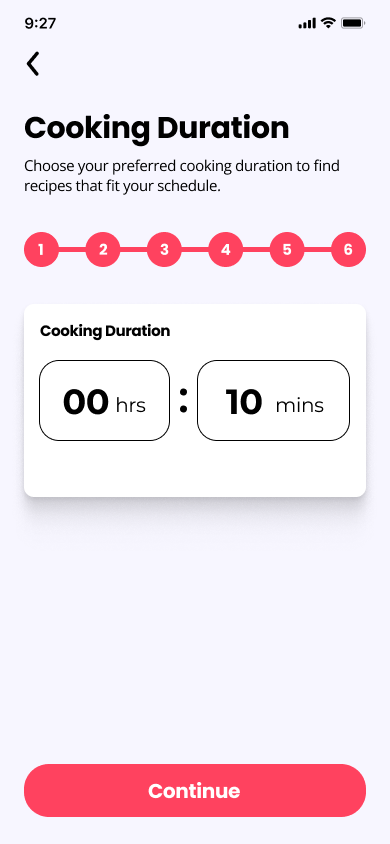 9:27
Cooking Duration
Choose your preferred cooking duration to find
recipes that fit your schedule.
1 2 3 4 5 6
Cooking Duration
00 hrs : 10 mins
Continue